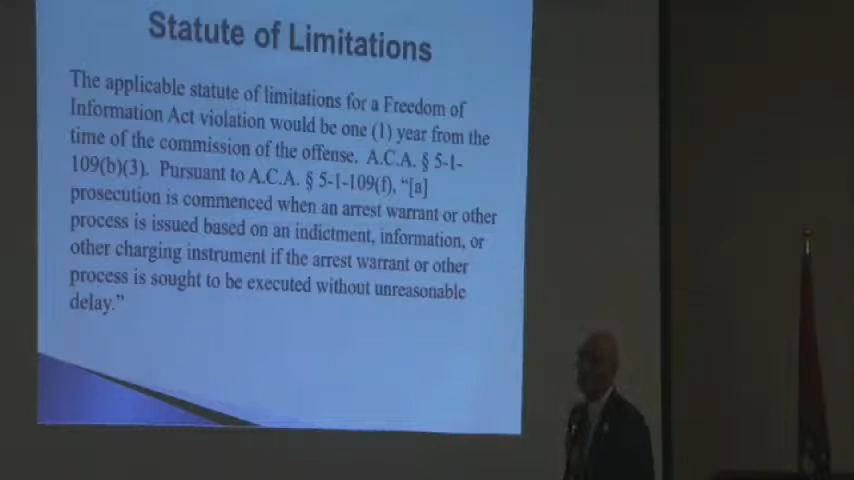 Statute of Limitations
The applicable statute of limitations for a Freedom of
Information Act violation would be one (1) year from the
time of the commission of the offense. A.C.A. § 5-1-
109(b)(3). Pursuant to A.C.A. § 5-1-109(f), “[a]
prosecution is commenced when an arrest warrant or other
process is issued based on an indictment, information, or
other charging instrument if the arrest warrant or other
process is sought to be executed without unreasonable
delay.”